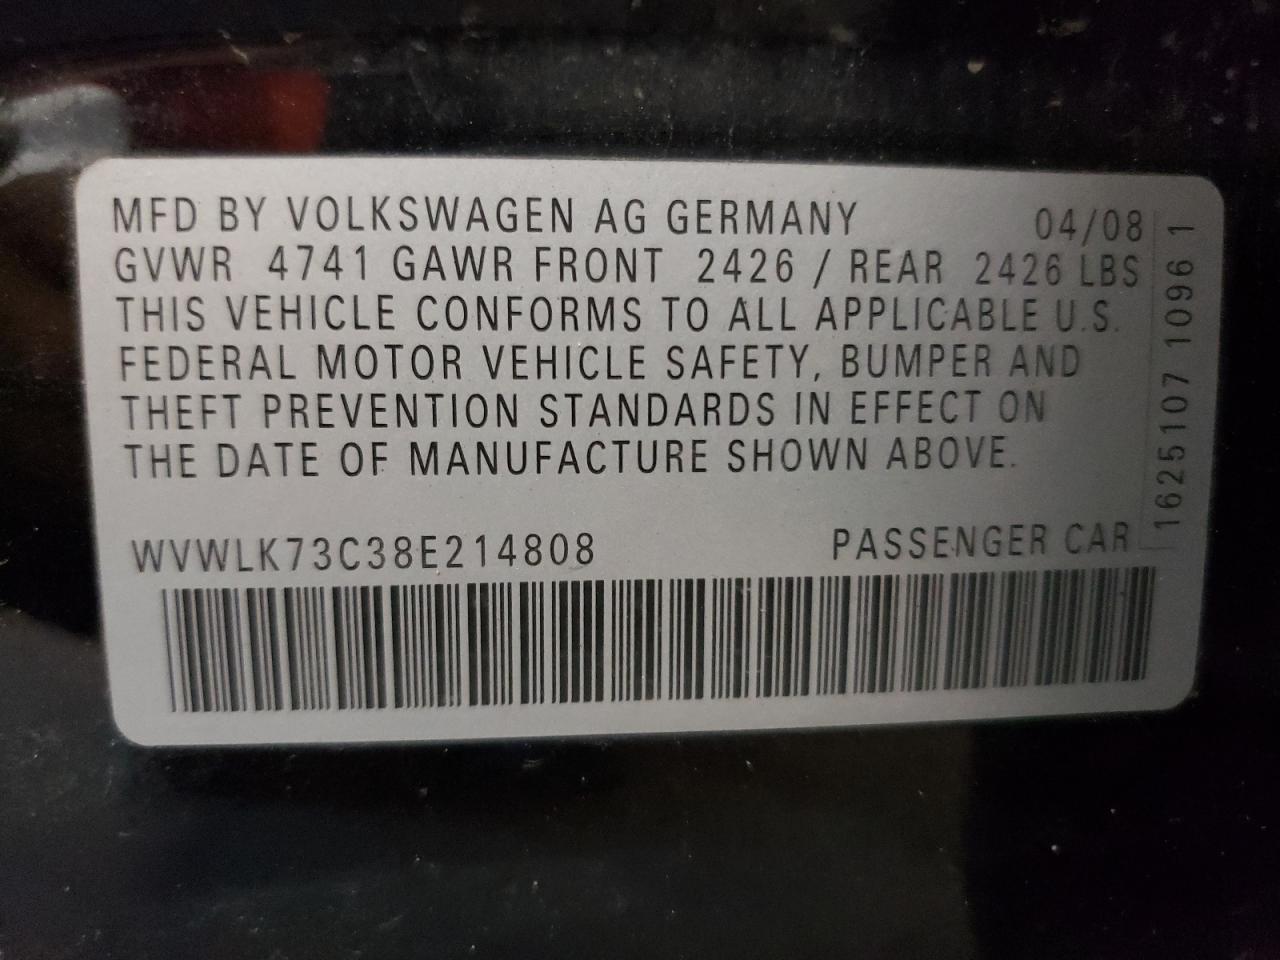 MFD BY VOLKSWAGEN AG GERMANY 04/08
GVWR 4741 GAWR FRONT 2426 / REAR 2426 LBS
THIS VEHICLE CONFORMS TO ALL APPLICABLE U.S.
FEDERAL MOTOR VEHICLE SAFETY, BUMPER AND
THEFT PREVENTION STANDARDS IN EFFECT ON
THE DATE OF MANUFACTURE SHOWN ABOVE.
WVWLK73C38E214808 PASSENGER CAR
1625107 1096 1